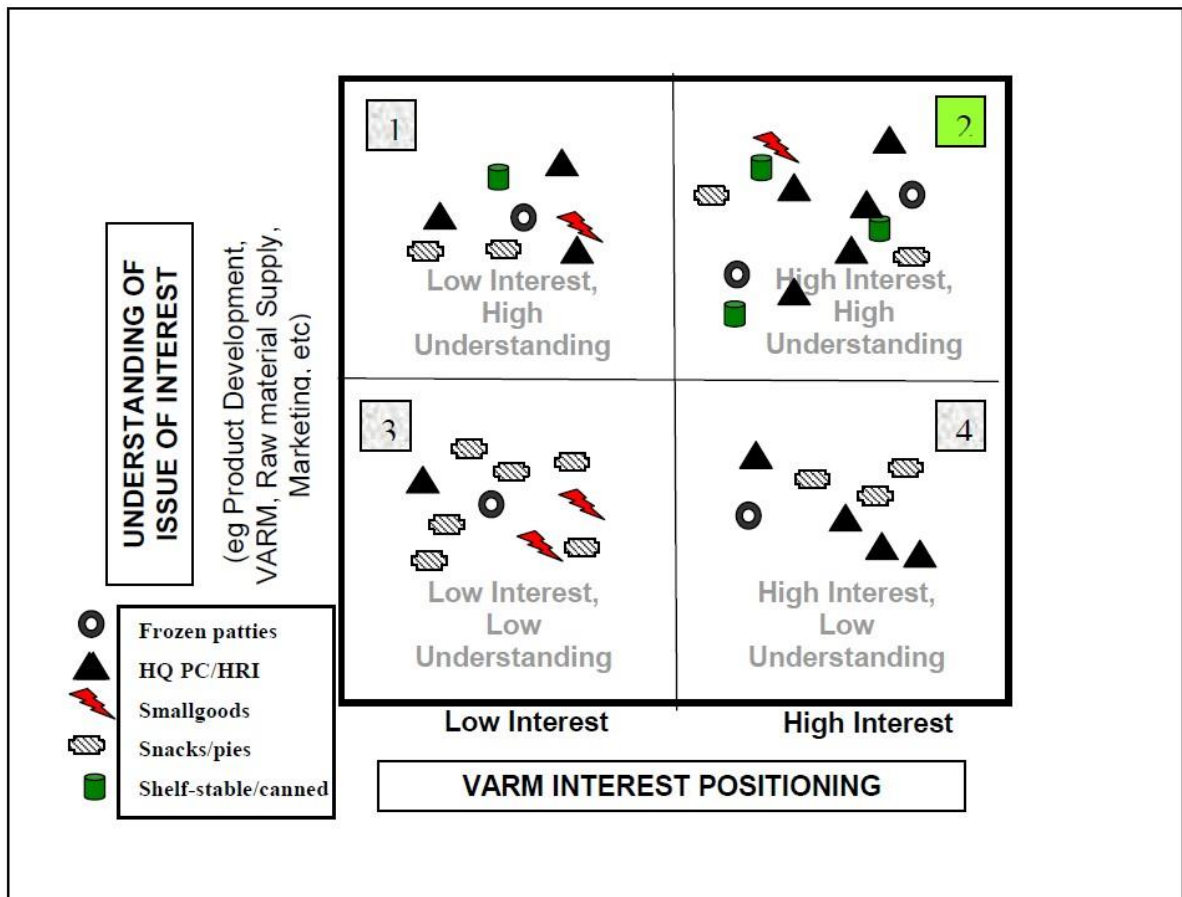 1
2
Low Interest,
High
Understanding
High Interest,
High
Understanding
3
4
Low Interest,
Low
Understanding
High Interest,
Low
Understanding
UNDERSTANDING OF
ISSUE OF INTEREST
(eg Product Development,
VARM, Raw material Supply,
Marketing, etc)
Frozen patties
HQ PC/HRI
Smallgoods
Snacks/pies
Shelf-stable/canned
Low Interest
High Interest
VARM INTEREST POSITIONING